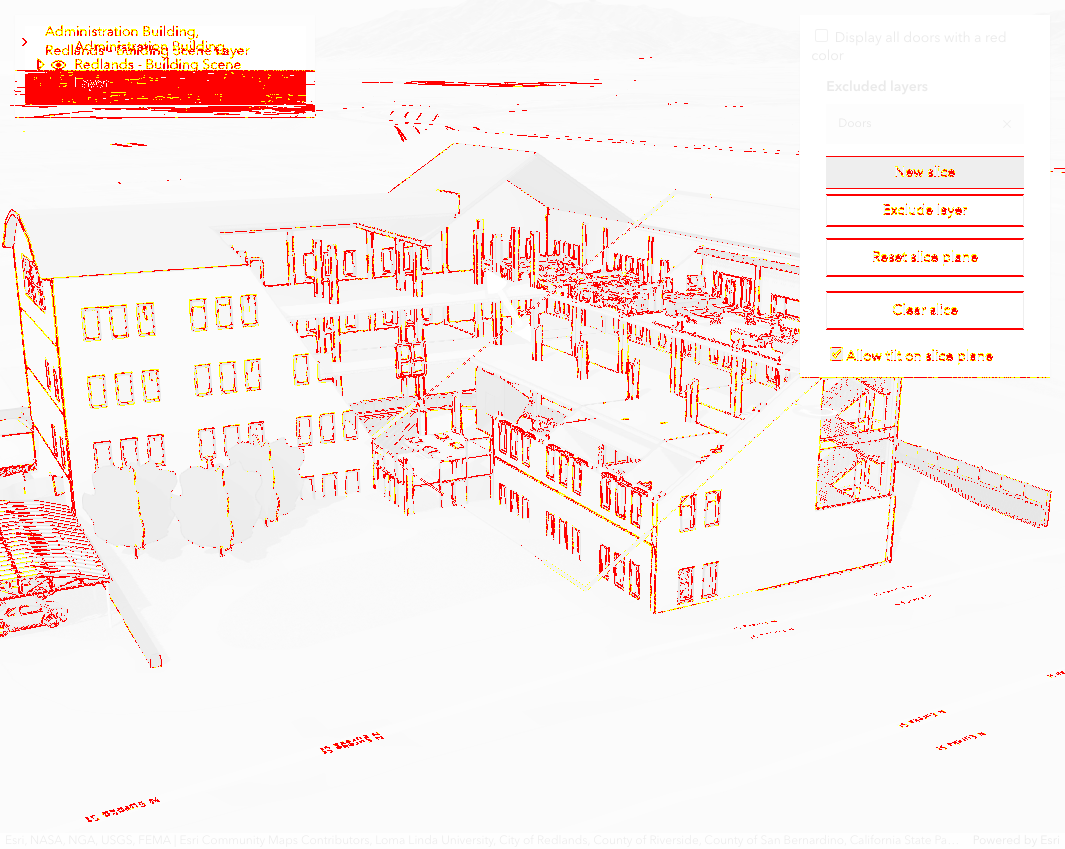 Administration Building,
Redlands - Building Scene Layer
Administration Building,
Redlands - Building Scene
Layer
Display all doors with a red
color
Excluded layers
Doors
New slice
Exclude layer
Reset slice plane
Clear slice
Allow tilt on slice plane
Esri, NASA, NGA, USGS, FEMA | Esri Community Maps Contributors, Loma Linda University, City of Redlands, County of Riverside, County of San Bernardino, California State Pa... Powered by Esri